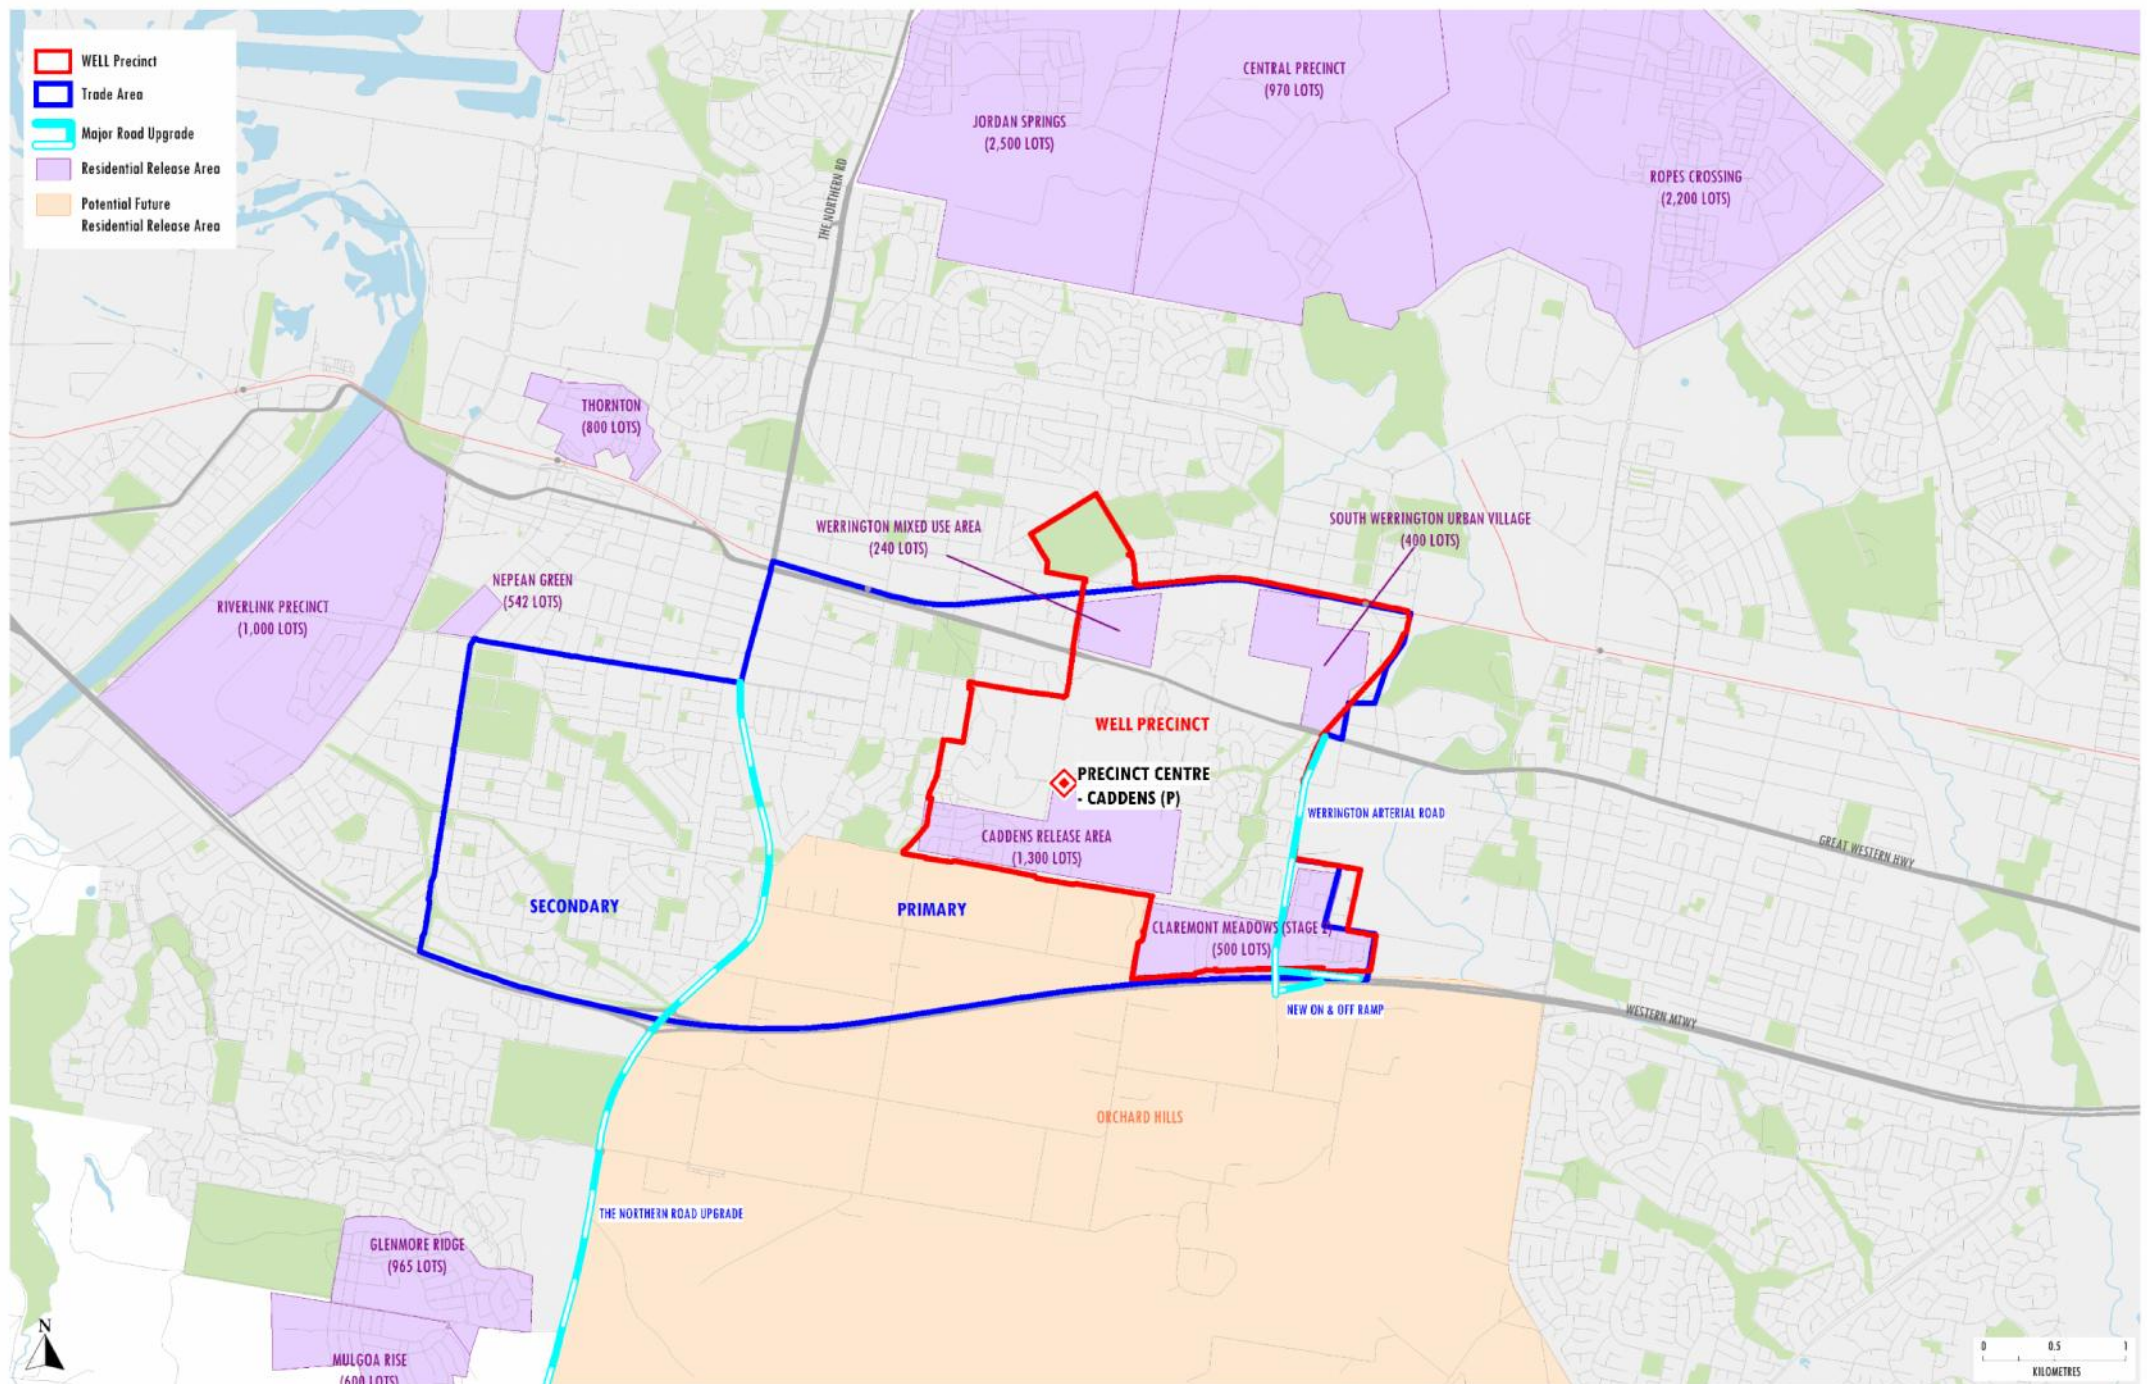 WELL Precinct
Trade Area
Major Road Upgrade
Residential Release Area
Potential Future
Residential Release Area
CENTRAL PRECINCT
(970 LOTS)
JORDAN SPRINGS
(2,500 LOTS)
ROPES CROSSING
(2,200 LOTS)
THE NORTHERN RD
THORNTON
(800 LOTS)
WERRINGTON MIXED USE AREA
(240 LOTS)
SOUTH WERRINGTON URBAN VILLAGE
(400 LOTS)
NEPEAN GREEN
(542 LOTS)
RIVERLINK PRECINCT
(1,000 LOTS)
WELL PRECINCT
PRECINCT CENTRE
- CADDENS (P)
WERRINGTON ARTERIAL ROAD
CADDENS RELEASE AREA
(1,300 LOTS)
GREAT WESTERN HWY
SECONDARY
PRIMARY
CLAREMONT MEADOWS (STAGE 2)
(500 LOTS)
NEW ON & OFF RAMP
WESTERN MTWY
ORCHARD HILLS
THE NORTHERN ROAD UPGRADE
GLENMORE RIDGE
(965 LOTS)
MULGOA RISE
(600 LOTS)
N
0 0.5 1
KILOMETRES